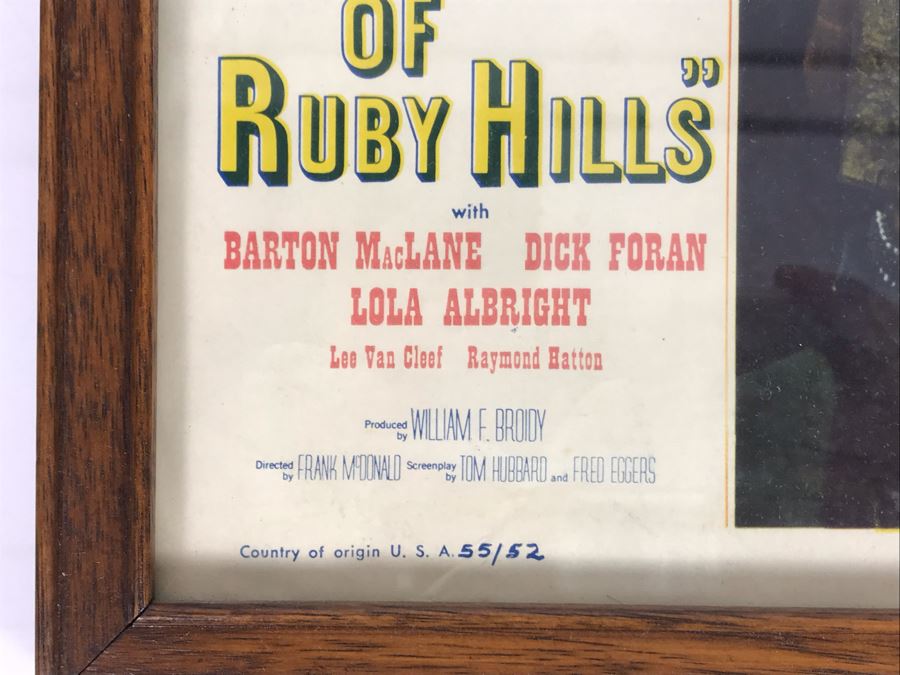 OF
RUBY HILLS”
with
BARTON MacLANE DICK FORAN
LOLA ALBRIGHT
Lee Van Cleef Raymond Hatton
Produced by WILLIAM F. BROIDY
Directed by FRANK McDONALD Screenplay by TOM HUBBARD and FRED EGGERS
Country of origin U. S. A. 55/52